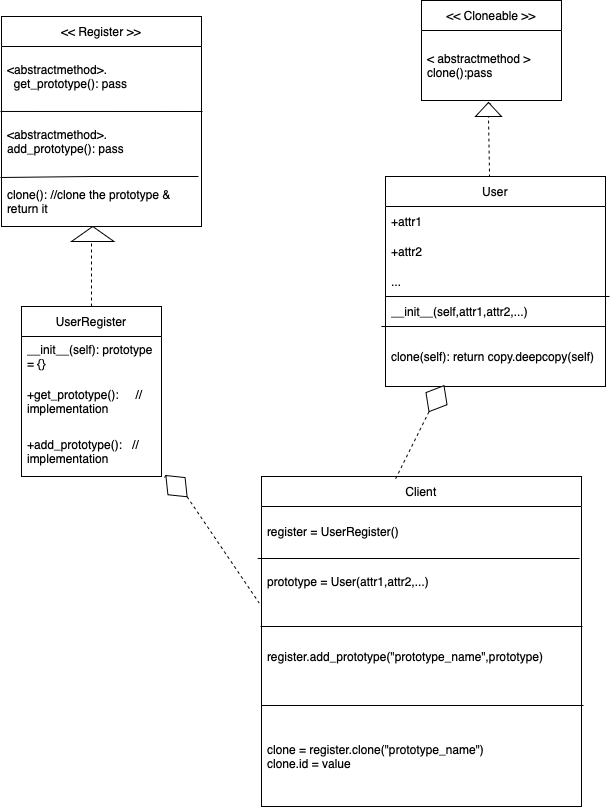 << Register >>
<abstractmethod>.
get_prototype(): pass
<abstractmethod>.
add_prototype(): pass
clone(): //clone the prototype &
return it
<< Cloneable >>
< abstractmethod >
clone():pass
User
+attr1
+attr2
...
__init__(self,attr1,attr2,...)
clone(self): return copy.deepcopy(self)
UserRegister
__init__(self): prototype
= {}
+get_prototype(): //
implementation
+add_prototype(): //
implementation
Client
register = UserRegister()
prototype = User(attr1,attr2,...)
register.add_prototype("prototype_name",prototype)
clone = register.clone("prototype_name")
clone.id = value